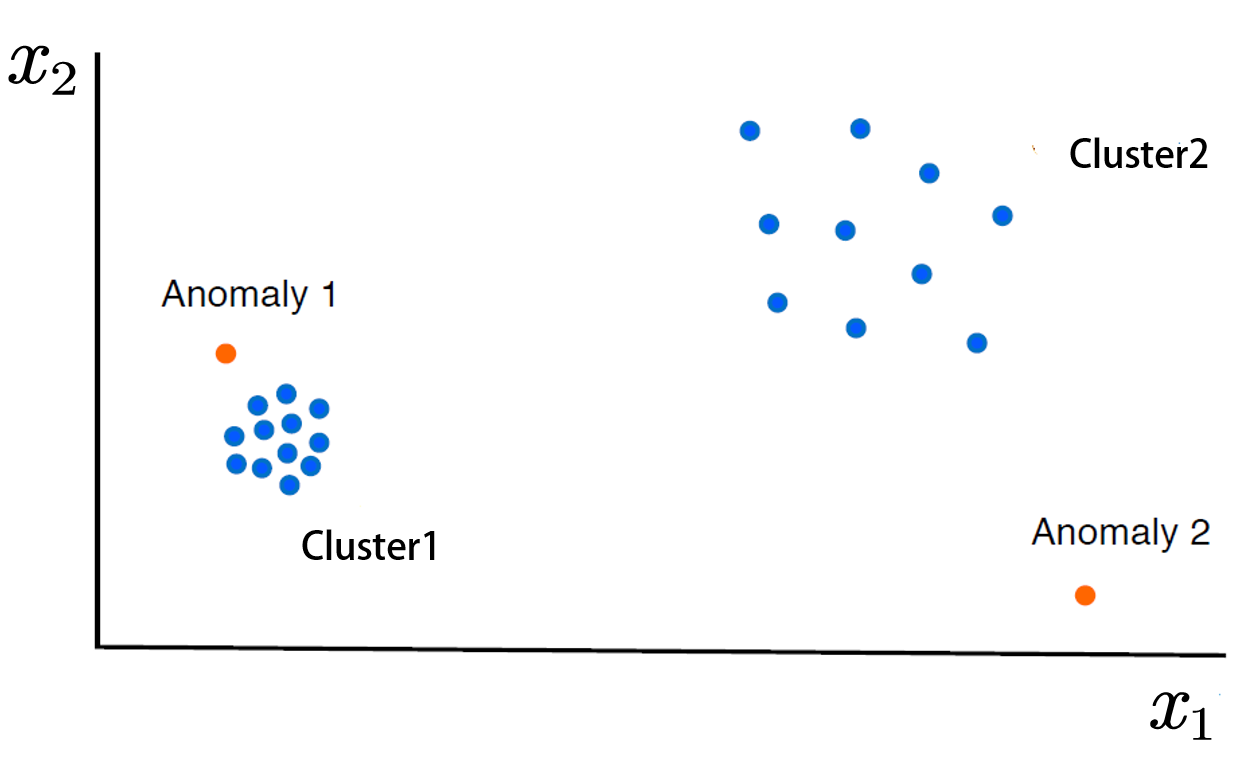 x₂
Cluster2
Anomaly 1
Cluster1
Anomaly 2
x₁